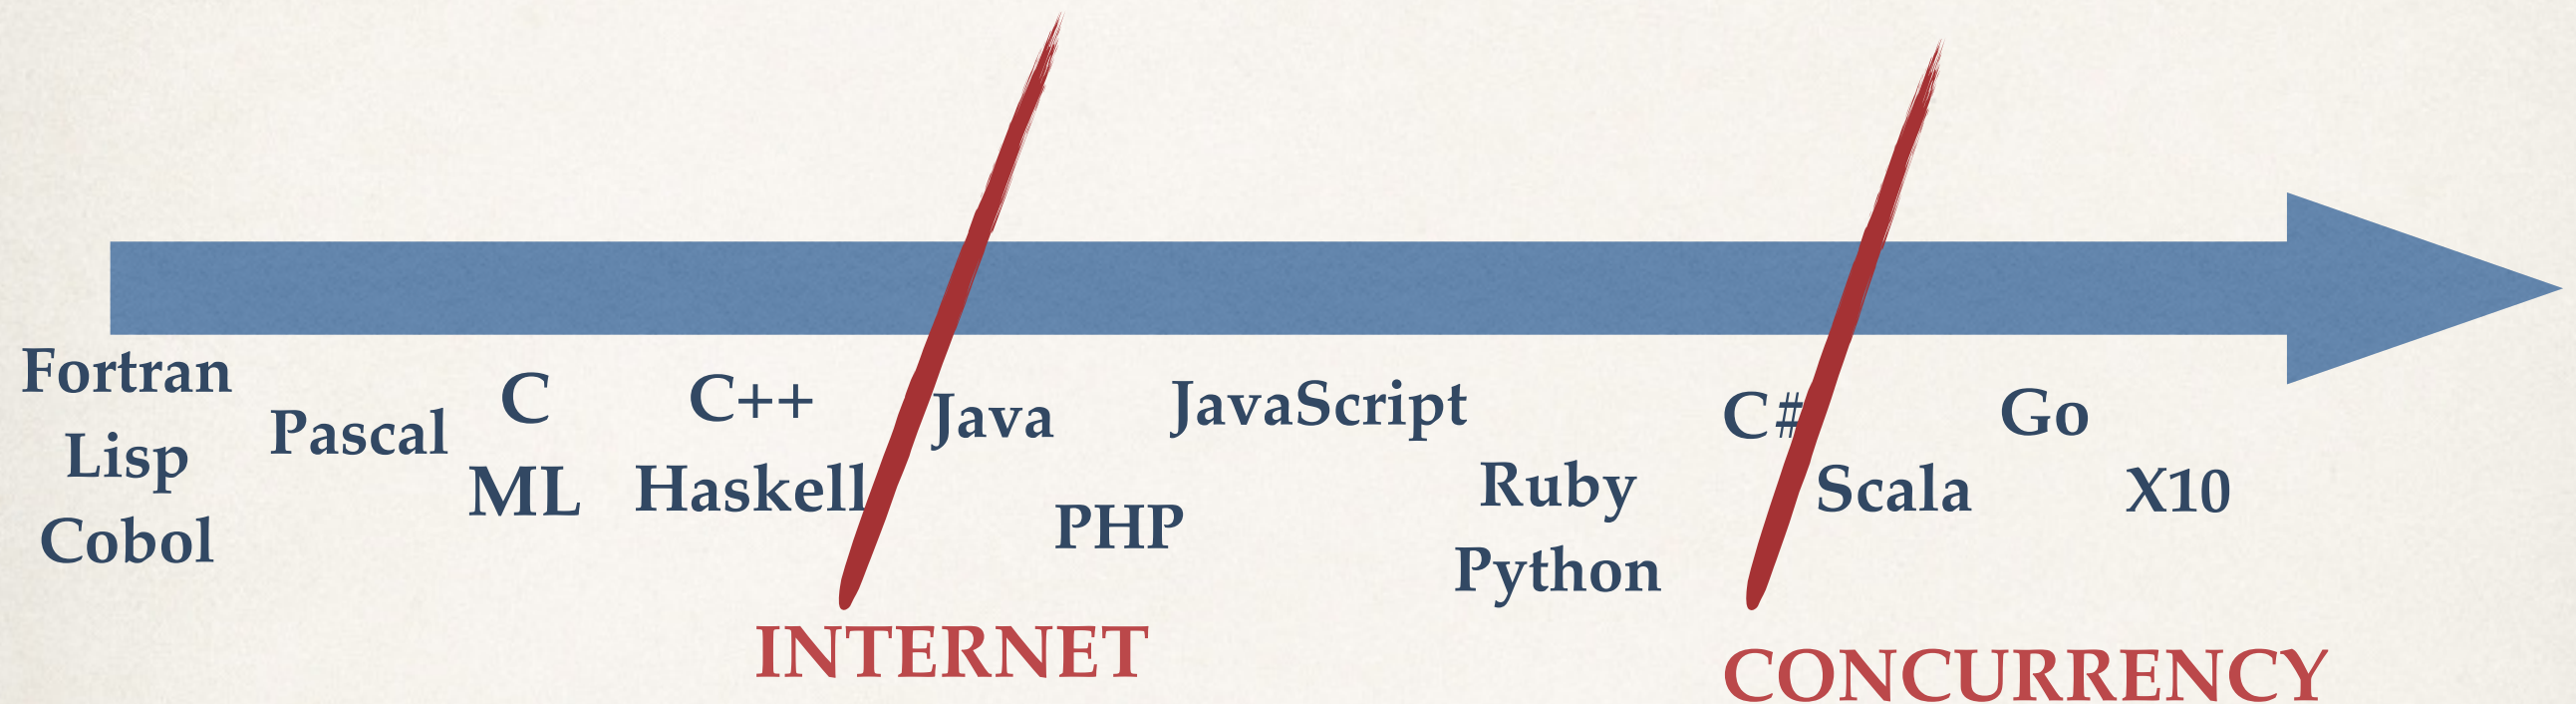 Fortran
Lisp
Cobol
Pascal
C
ML
C++
Haskell
Java
PHP
JavaScript
Ruby
Python
C#
Scala
Go
X10
INTERNET
CONCURRENCY